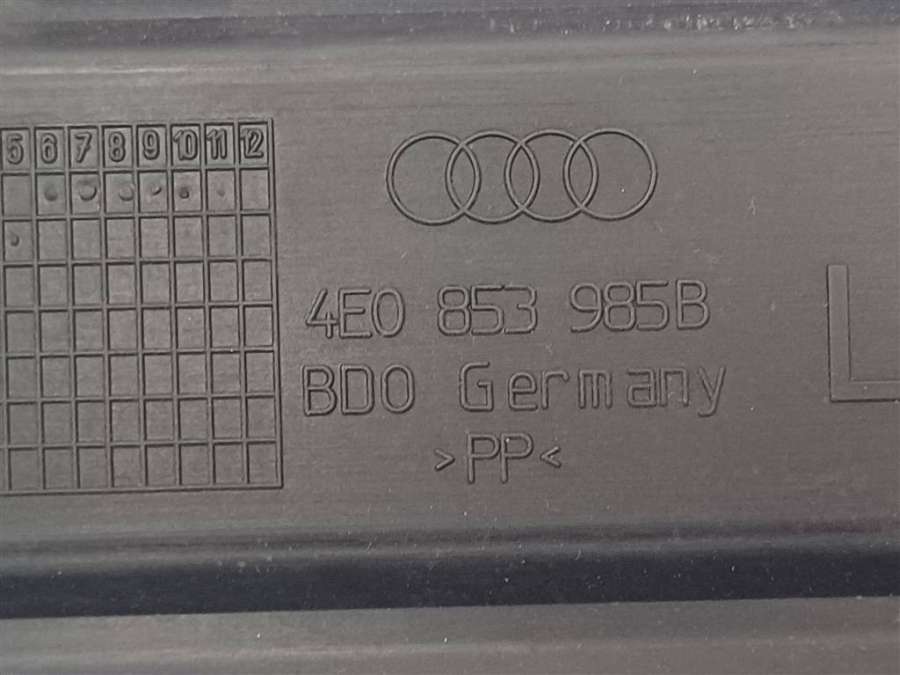 5 6 7 8 9 10 11 12
4E0 853 985B
BDO Germany
>PP<
L